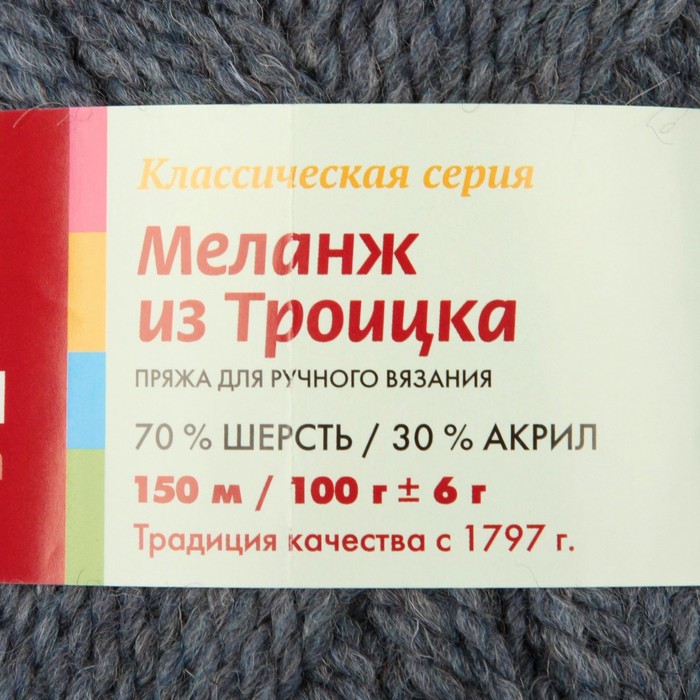 Классическая серия
Меланж
из Троицка
ПРЯЖА ДЛЯ РУЧНОГО ВЯЗАНИЯ
70 % ШЕРСТЬ / 30 % АКРИЛ
150 м / 100 г ± 6 г
Традиция качества с 1797 г.